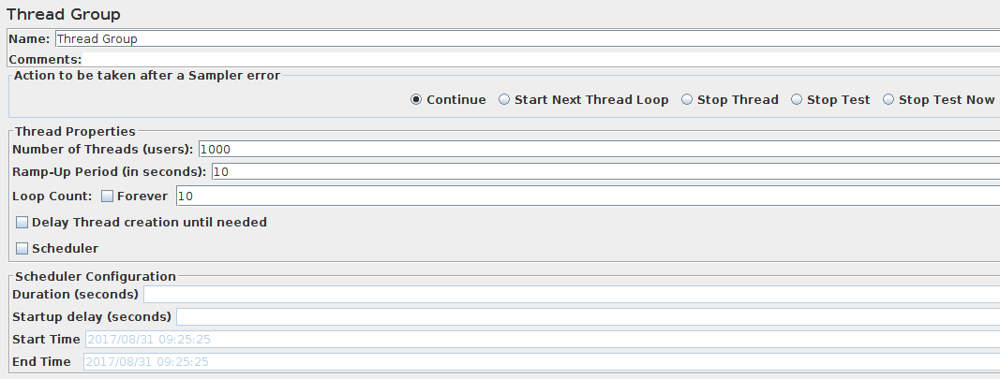 Thread Group
Name: Thread Group
Comments:
Action to be taken after a Sampler error
Continue Start Next Thread Loop Stop Thread Stop Test Stop Test Now
Thread Properties
Number of Threads (users): 1000
Ramp-Up Period (in seconds): 10
Loop Count: Forever 10
Delay Thread creation until needed
Scheduler
Scheduler Configuration
Duration (seconds)
Startup delay (seconds)
Start Time 2017/08/31 09:25:25
End Time 2017/08/31 09:25:25